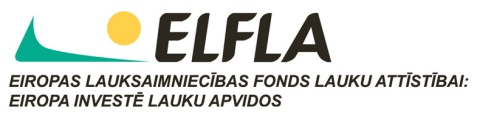 ELFLA
EIROPAS LAUKSAIMNIECĪBAS FONDS LAUKU ATTĪSTĪBAI:
EIROPA INVESTĒ LAUKU APVIDOS